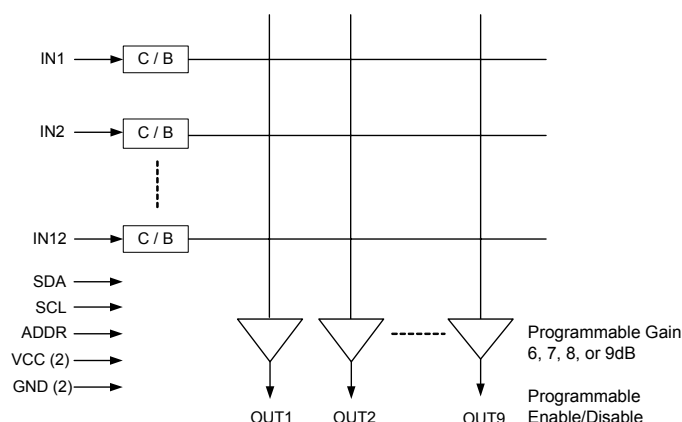 IN1
C / B
IN2
C / B
IN12
C / B
SDA
SCL
ADDR
VCC (2)
GND (2)
Programmable Gain
6, 7, 8, or 9dB
OUT1
OUT2
OUT9
Programmable
Enable/Disable